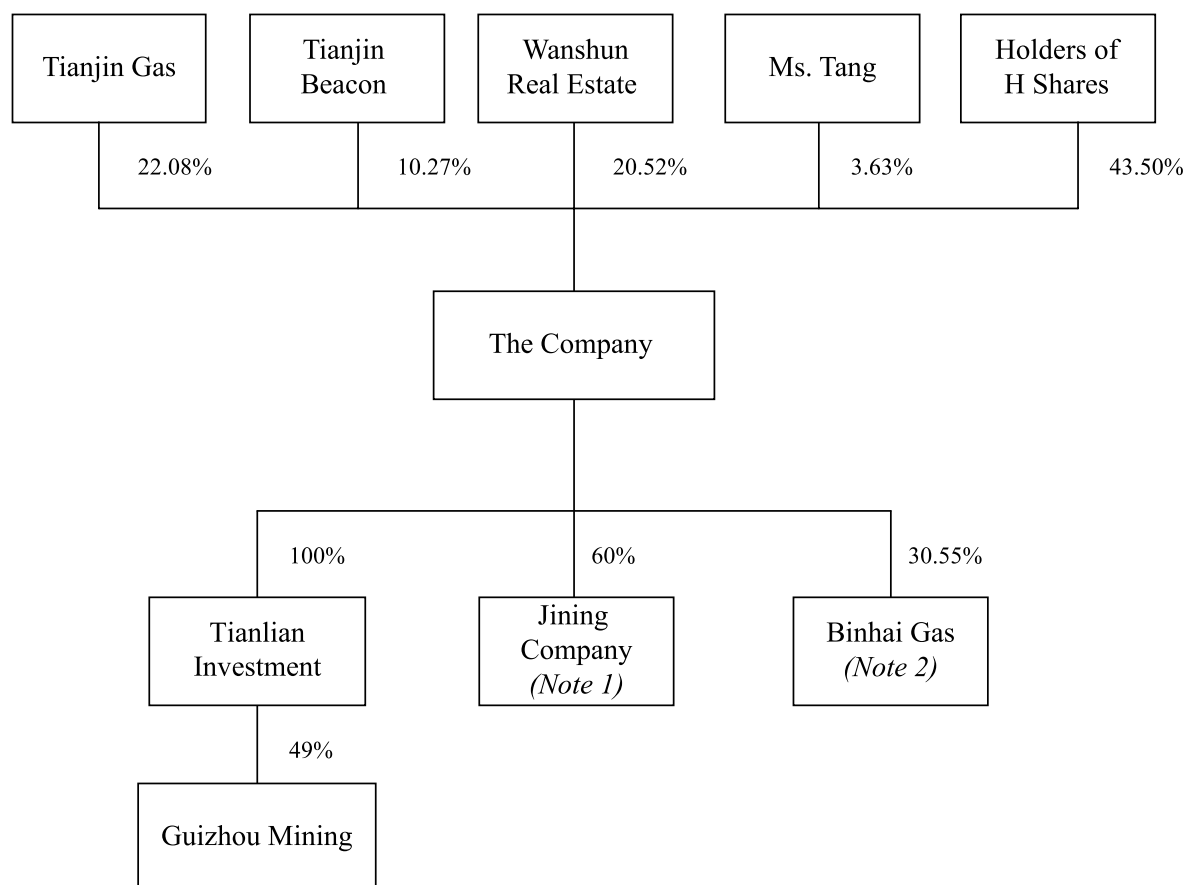 Tianjin Gas
Tianjin
Beacon
Wanshun
Real Estate
Ms. Tang
Holders of
H Shares
22.08%
10.27%
20.52%
3.63%
43.50%
The Company
100%
60%
30.55%
Tianlian
Investment
Jining
Company
(Note 1)
Binhai Gas
(Note 2)
49%
Guizhou Mining